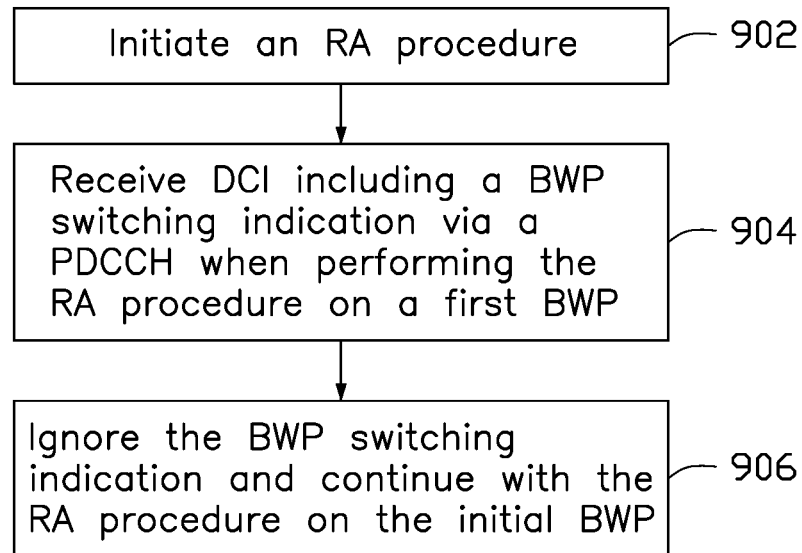 Initiate an RA procedure
902
Receive DCI including a BWP
switching indication via a
PDCCH when performing the
RA procedure on a first BWP
904
Ignore the BWP switching
indication and continue with the
RA procedure on the initial BWP
906